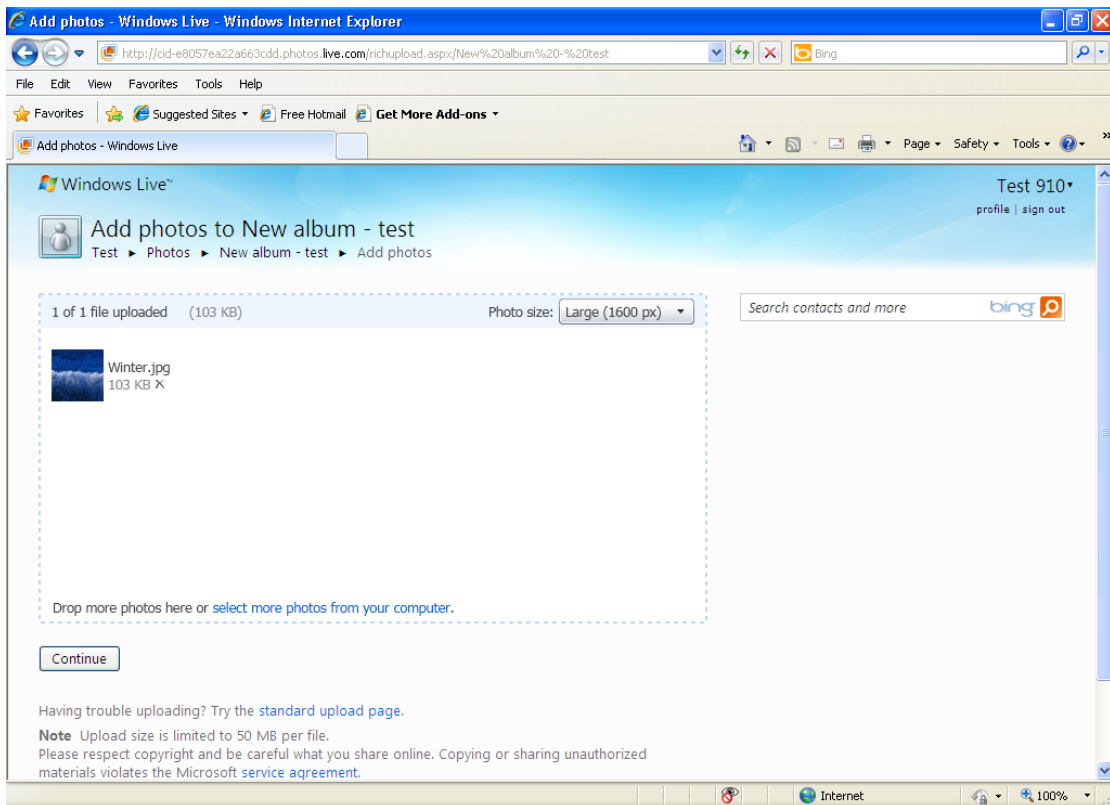 Add photos - Windows Live - Windows Internet Explorer
http://cid-e8057ea22a663cdd.photos.live.com/richupload.aspx/New%20album%20-%20test
Bing
File Edit View Favorites Tools Help
Favorites Suggested Sites Free Hotmail Get More Add-ons
Add photos - Windows Live Page Safety Tools »
Windows Live™ Test 910
profile | sign out
Add photos to New album - test
Test ► Photos ► New album - test ► Add photos
1 of 1 file uploaded (103 KB) Photo size: Large (1600 px)
Search contacts and more bing
Winter.jpg
103 KB
Drop more photos here or select more photos from your computer.
Continue
Having trouble uploading? Try the standard upload page.
Note Upload size is limited to 50 MB per file.
Please respect copyright and be careful what you share online. Copying or sharing unauthorized
materials violates the Microsoft service agreement.
Internet 100%